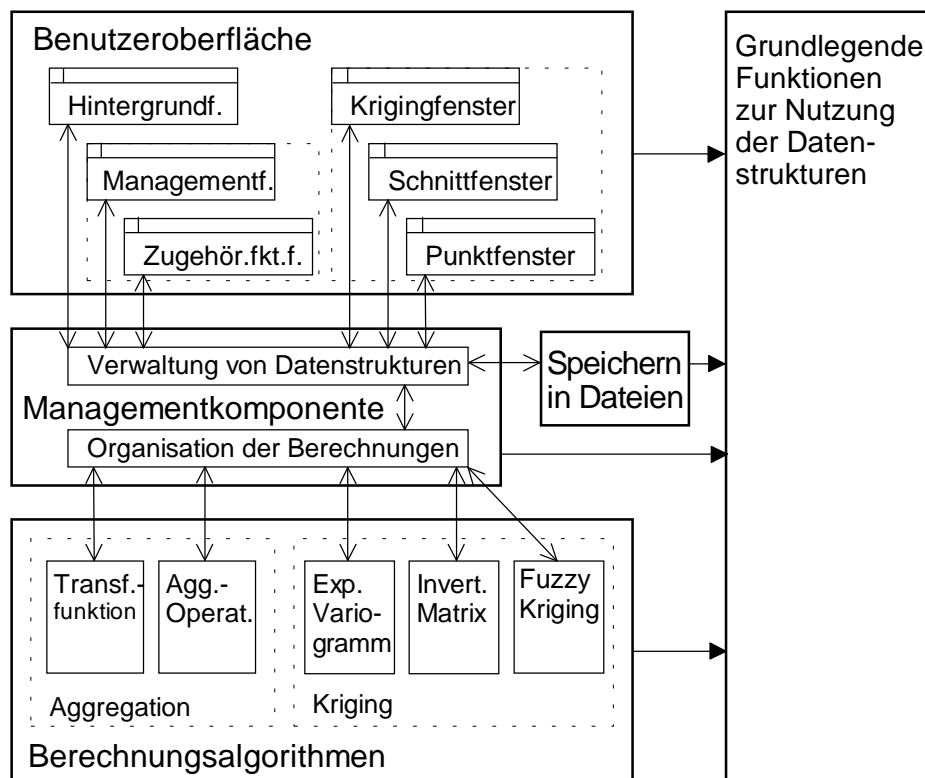 Benutzeroberfläche
Hintergrundf.
Managementf.
Zugehör.fkt.f.
Krigingfenster
Schnittfenster
Punktfenster
Grundlegende
Funktionen
zur Nutzung
der Daten-
strukturen
Verwaltung von Datenstrukturen
Managementkomponente
Organisation der Berechnungen
Speichern
in Dateien
Transf.-
funktion
Agg.-
Operat.
Aggregation
Exp.
Vario-
gramm
Invert.
Matrix
Fuzzy
Kriging
Kriging
Berechnungsalgorithmen